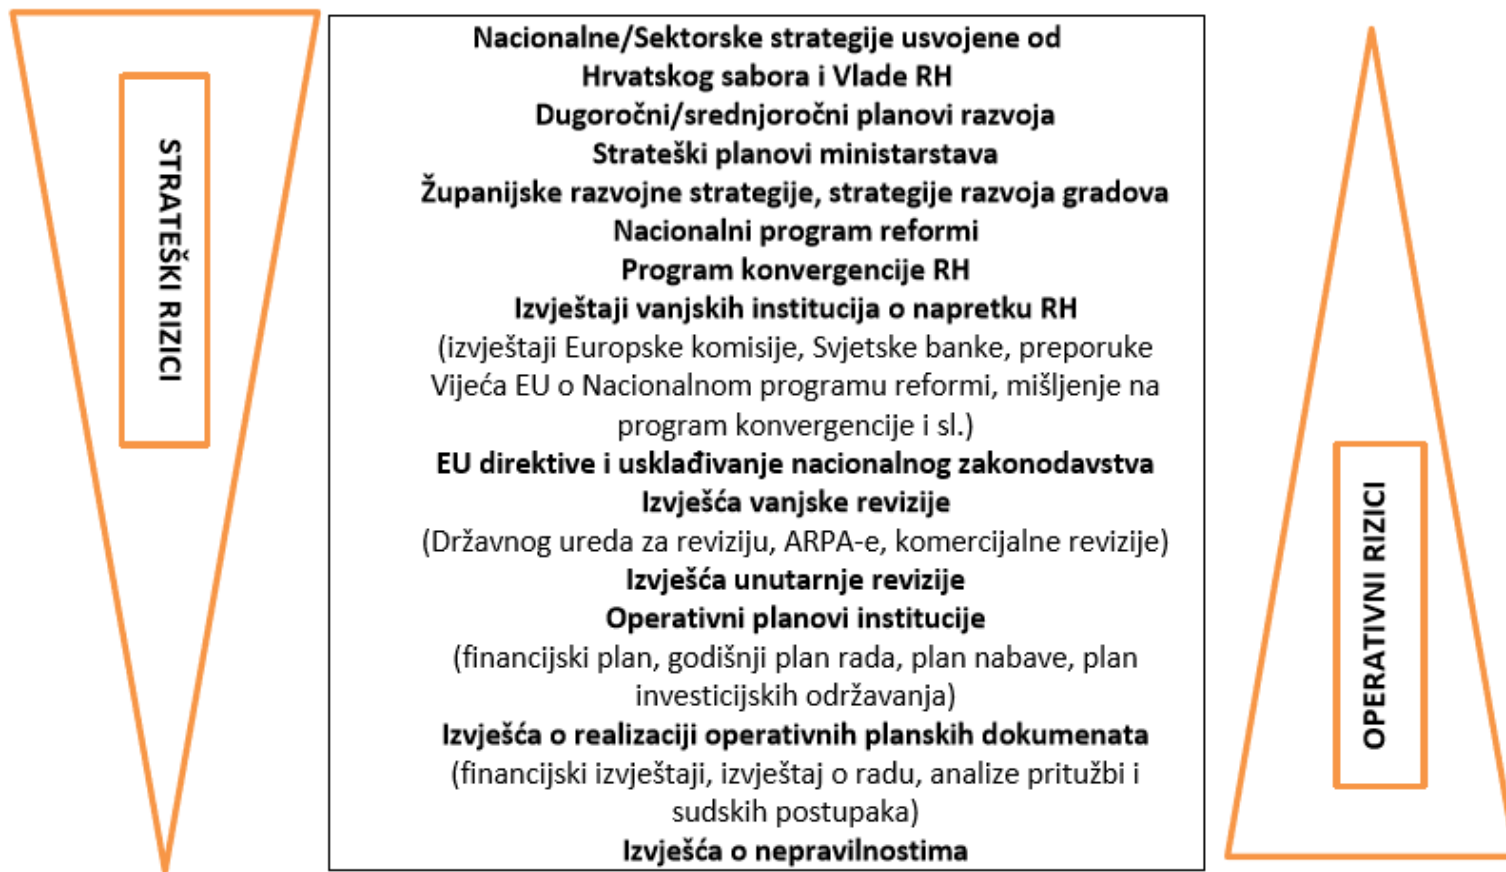 STRATEŠKI RIZICI
Nacionalne/Sektorske strategije usvojene od
Hrvatskog sabora i Vlade RH
Dugoročni/srednjoročni planovi razvoja
Strateški planovi ministarstava
Županijske razvojne strategije, strategije razvoja gradova
Nacionalni program reformi
Program konvergencije RH
Izvještaji vanjskih institucija o napretku RH
(izvještaji Europske komisije, Svjetske banke, preporuke
Vijeća EU o Nacionalnom programu reformi, mišljenje na
program konvergencije i sl.)
EU direktive i usklađivanje nacionalnog zakonodavstva
Izvješća vanjske revizije
(Državnog ureda za reviziju, ARPA-e, komercijalne revizije)
Izvješća unutarnje revizije
Operativni planovi institucije
(financijski plan, godišnji plan rada, plan nabave, plan
investicijskih održavanja)
Izvješća o realizaciji operativnih planskih dokumenata
(financijski izvještaji, izvještaj o radu, analize pritužbi i
sudskih postupaka)
Izvješća o nepravilnostima
OPERATIVNI RIZICI